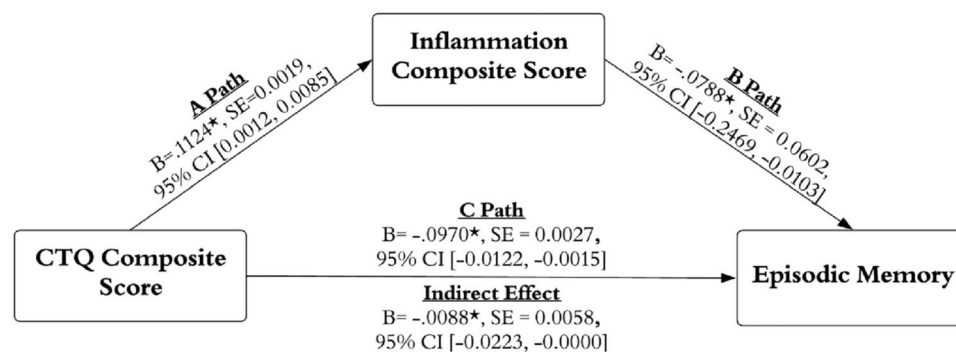 Inflammation
Composite Score
A Path
B=.1124★, SE=0.0019,
95% CI [0.0012, 0.0085]
B Path
B= -.0788★, SE = 0.0602,
95% CI [-0.2469, -0.0103]
CTQ Composite
Score
C Path
B= -.0970★, SE = 0.0027,
95% CI [-0.0122, -0.0015]
Indirect Effect
B= -.0088★, SE = 0.0058,
95% CI [-0.0223, -0.0000]
Episodic Memory